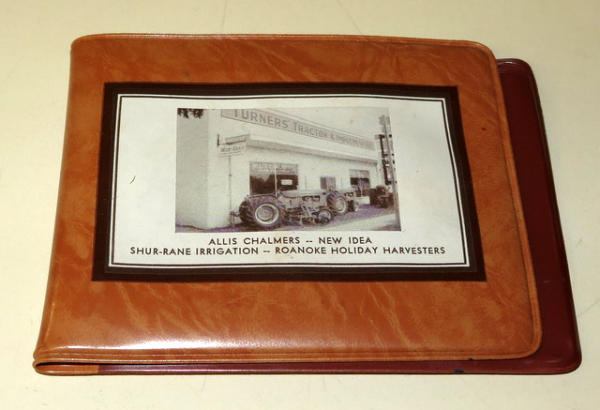 TURNERS TRACTOR &
ALLIS CHALMERS -- NEW IDEA
SHUR-RANE IRRIGATION -- ROANOKE HOLIDAY HARVESTERS